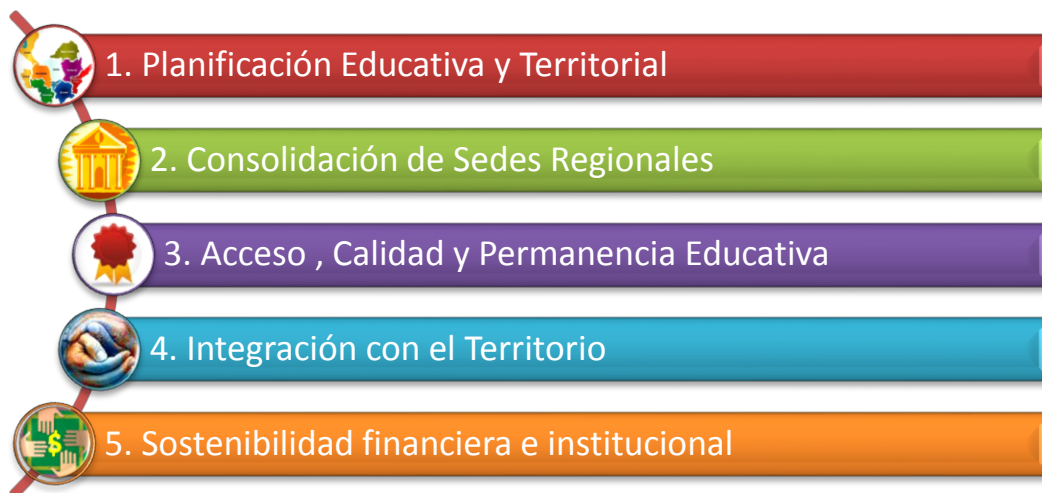 1. Planificación Educativa y Territorial
2. Consolidación de Sedes Regionales
3. Acceso , Calidad y Permanencia Educativa
4. Integración con el Territorio
5. Sostenibilidad financiera e institucional